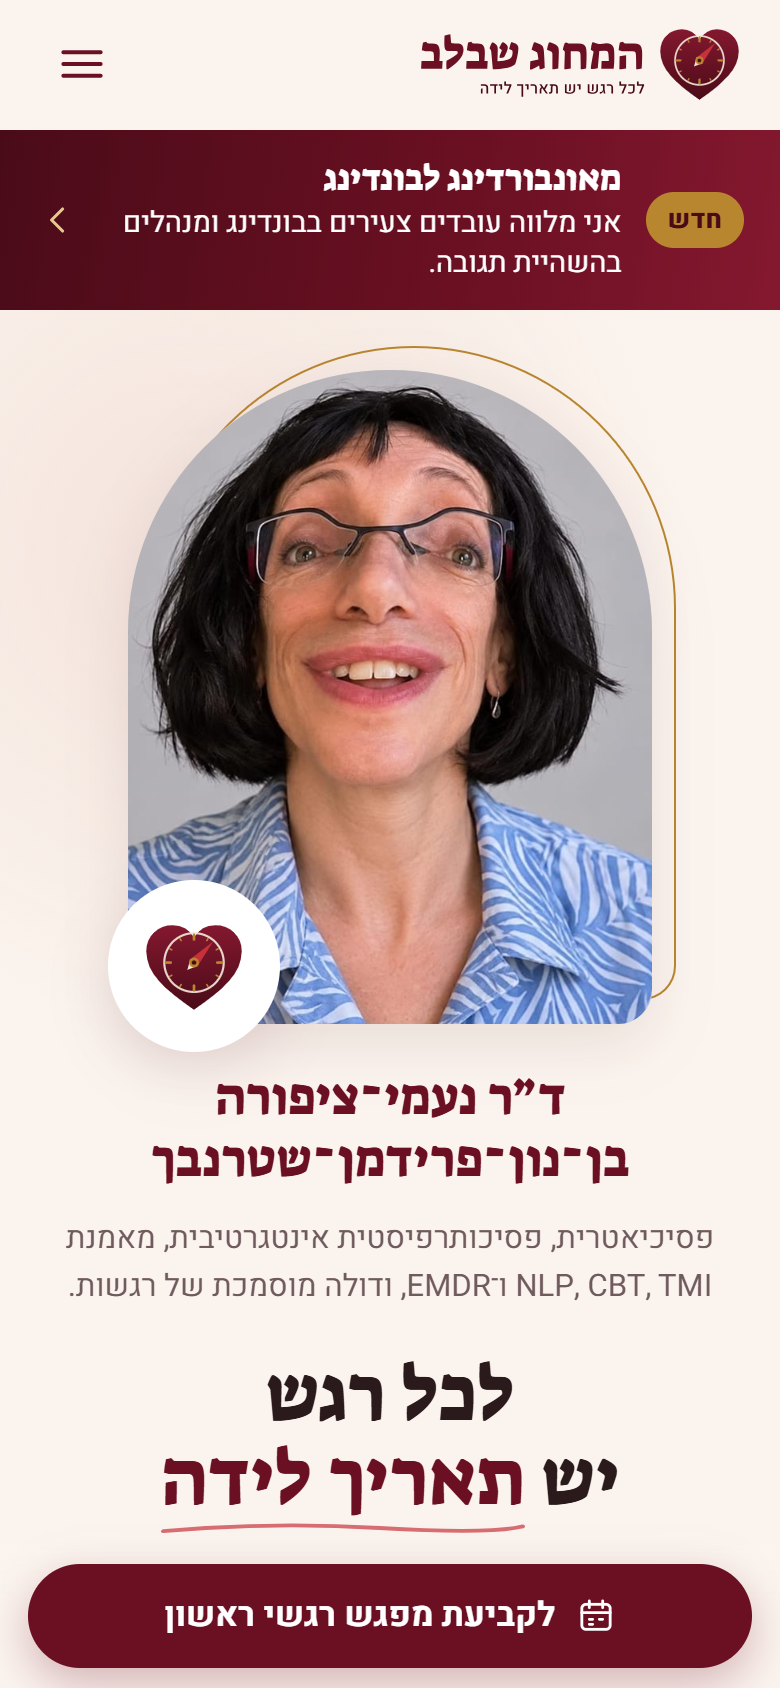 המחוג שבלב
לכל רגש יש תאריך לידה
חדש
מאונבורדינג לבונדינג
אני מלווה עובדים צעירים בבונדינג ומנהלים
בהשהיית תגובה.
ד״ר נעמי־ציפורה
בן־נון־פרידמן־שטרנבך
פסיכיאטרית, פסיכותרפיסטית אינטגרטיבית, מאמנת
NLP, CBT, TMI ו־EMDR, ודולה מוסמכת של רגשות.
לכל רגש
יש תאריך לידה
לקביעת מפגש רגשי ראשון